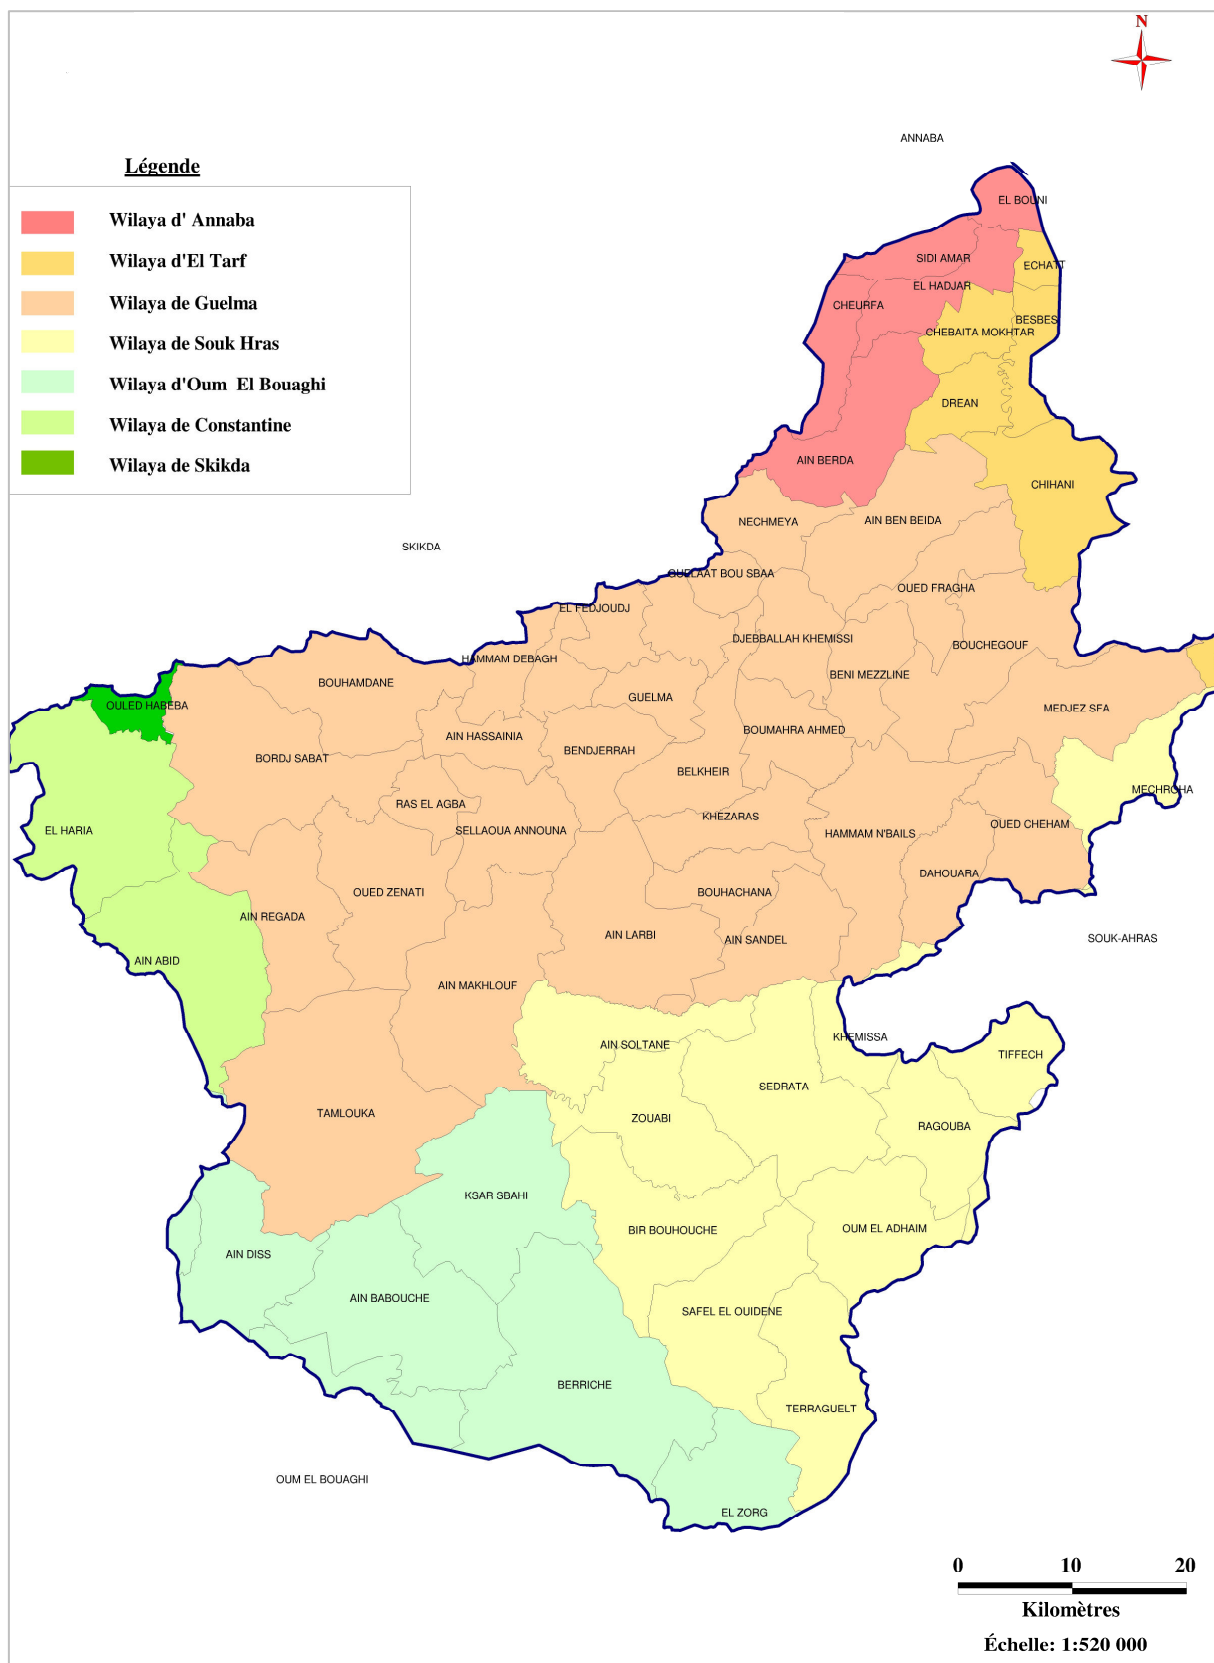 N
ANNABA
Légende
EL BOUNI
Wilaya d' Annaba
Wilaya d'El Tarf
Wilaya de Guelma
Wilaya de Souk Hras
Wilaya d'Oum El Bouaghi
Wilaya de Constantine
Wilaya de Skikda
SIDI AMAR
ECHATT
EL HADJAR
CHEURFA
BESBES
CHEBAITA MOKHTAR
DREAN
AIN BERDA
CHIHANI
NECHMEYA
AIN BEN BEIDA
SKIKDA
GUELAAT BOU SBAA
OUED FRAGHA
EL FEDJOUDJ
DJEBBALLAH KHEMISSI
BOUCHEGOUF
HAMMAM DEBAGH
BENI MEZZLINE
BOUHAMDANE
GUELMA
OULED HABEBA
MEDJEZ SFA
AIN HASSAINIA
BOUMAHRA AHMED
BENDJERRAH
BORDJ SABAT
BELKHEIR
MECHROHA
RAS EL AGBA
KHEZARAS
OUED CHEHAM
EL HARIA
SELLAOUA ANNOUNA
HAMMAM N'BAILS
DAHOUARA
OUED ZENATI
BOUHACHANA
AIN REGADA
AIN LARBI
AIN SANDEL
SOUK-AHRAS
AIN ABID
AIN MAKHLOUF
KHEMISSA
AIN SOLTANE
TIFFECH
SEDRATA
TAMLOUKA
ZOUABI
RAGOUBA
KSAR SBAHI
BIR BOUHOUCHE
OUM EL ADHAIM
AIN DISS
AIN BABOUCHE
SAFEL EL OUIDENE
BERRICHE
TERRAGUELT
OUM EL BOUAGHI
EL ZORG
0 10 20
Kilomètres
Échelle: 1:520 000